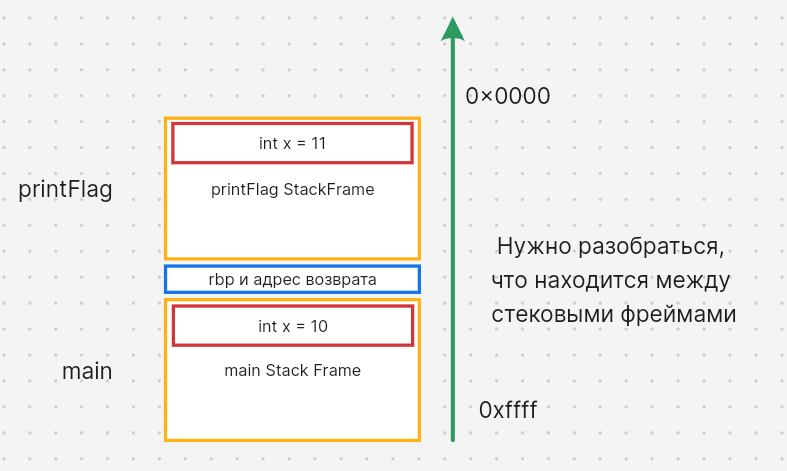 0×0000
int x = 11
printFlag
printFlag StackFrame
Нужно разобраться,
что находится между
стековыми фреймами
rbp и адрес возврата
int x = 10
main
main Stack Frame
0xffff